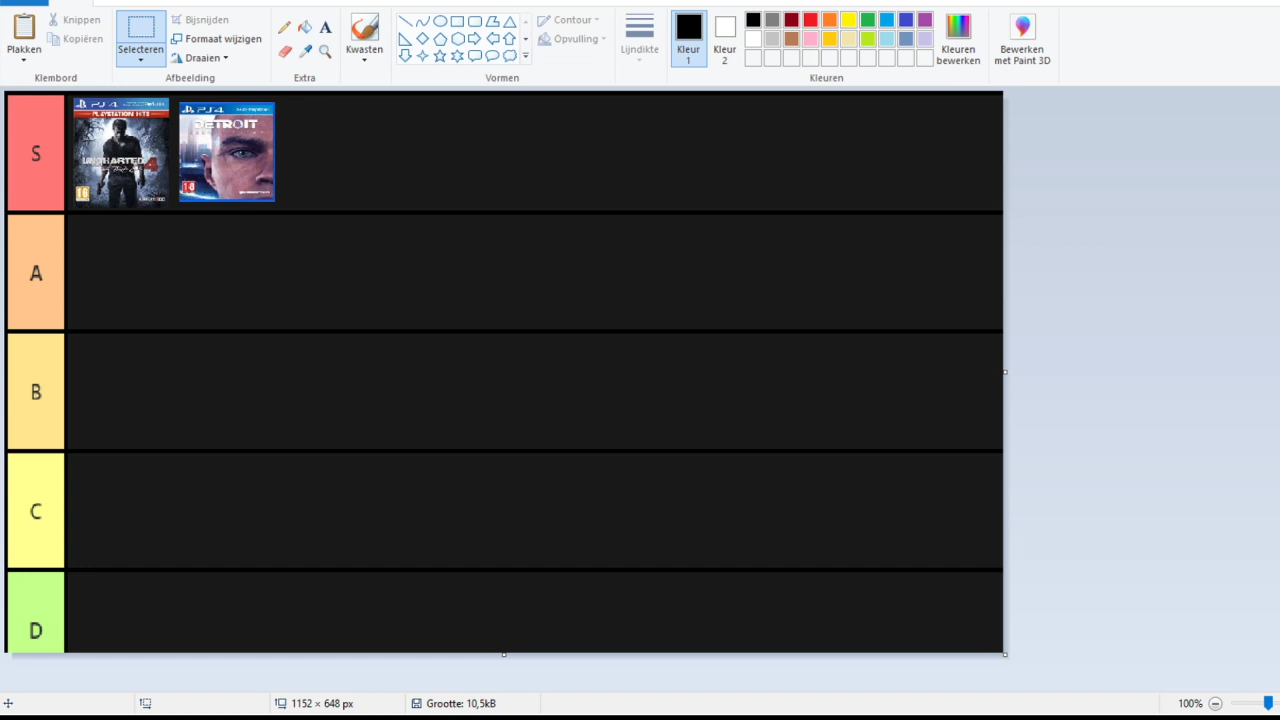 Knippen
Bijsnijden
Kopiëren
Formaat wijzigen
Draaien
Plakken
Selecteren
Kwasten
Contour
Opvulling
Lijndikte
Kleur
1
Kleur
2
Kleuren
bewerken
Bewerken
met Paint 3D
Klembord
Afbeelding
Extra
Vormen
Kleuren
S
PS4
PLAYSTATION HITS
UNCHARTED 4
PS4
DETROIT
18
A
B
C
D
1152 × 648 px
Grootte: 10,5kB
100%